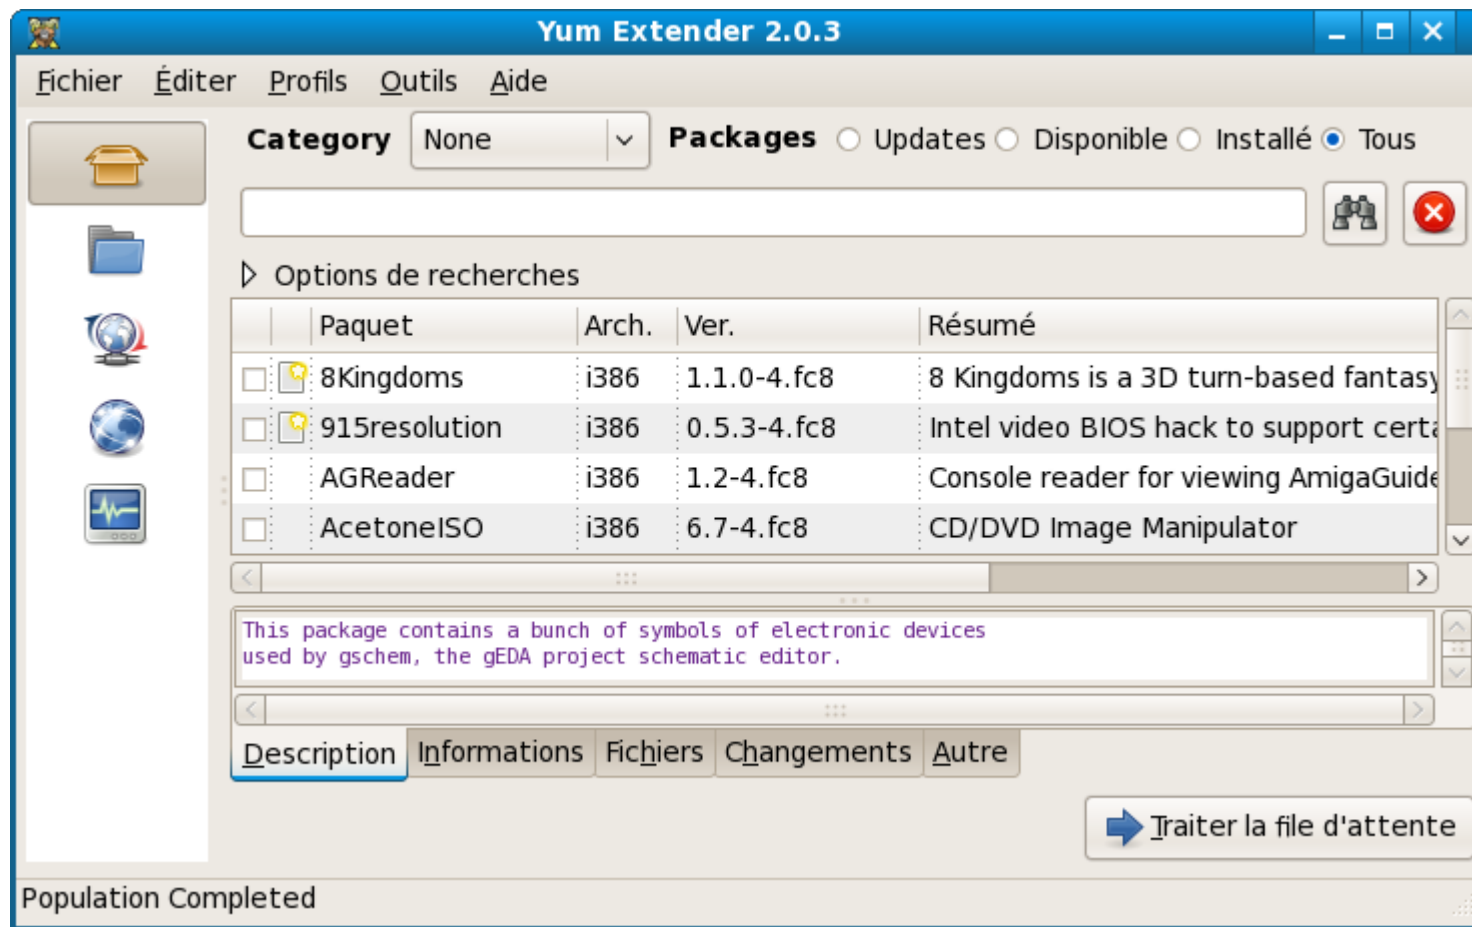 Yum Extender 2.0.3
Fichier Éditer Profils Outils Aide
Category None Packages Updates Disponible Installé Tous
Options de recherches
Paquet Arch. Ver. Résumé
8Kingdoms i386 1.1.0-4.fc8 8 Kingdoms is a 3D turn-based fantasy
915resolution i386 0.5.3-4.fc8 Intel video BIOS hack to support certa
AGReader i386 1.2-4.fc8 Console reader for viewing AmigaGuide
AcetoneISO i386 6.7-4.fc8 CD/DVD Image Manipulator
This package contains a bunch of symbols of electronic devices
used by gschem, the gEDA project schematic editor.
Description Informations Fichiers Changements Autre
Traiter la file d'attente
Population Completed